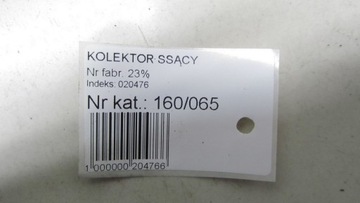 KOLEKTOR SSĄCY
Nr fabr. 23%
Indeks: 020476
Nr kat.: 160/065
1 000000 204766